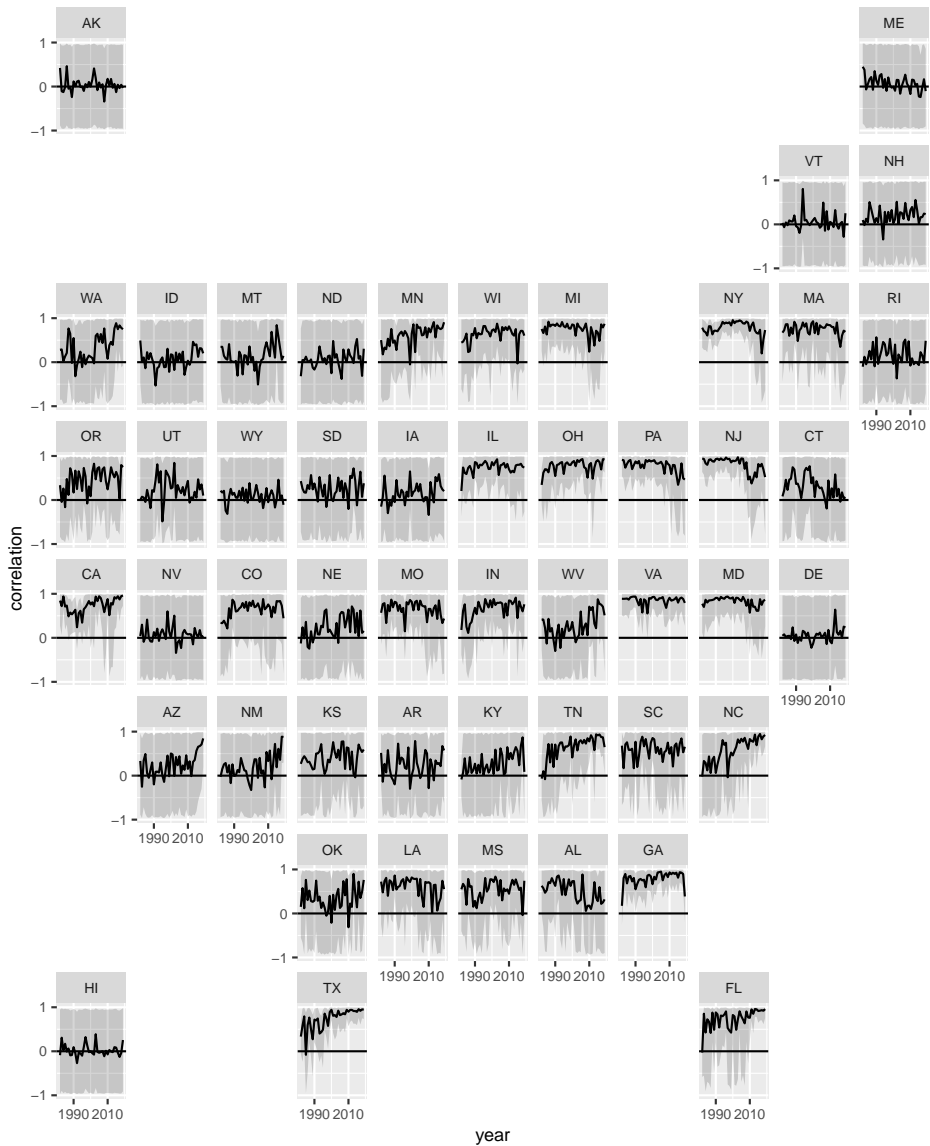 AK ME
1
0
−1
VT NH
1
0
−1
WA ID MT ND MN WI MI NY MA RI
1
0
−1
1990 2010
OR UT WY SD IA IL OH PA NJ CT
1
0
−1
CA NV CO NE MO IN WV VA MD DE
1
0
−1
1990 2010
AZ NM KS AR KY TN SC NC
1
0
−1
1990 2010 1990 2010 1990 2010
OK LA MS AL GA
1
0
−1
1990 2010 1990 2010 1990 2010 1990 2010
HI TX FL
1
0
−1
1990 2010 1990 2010 1990 2010
correlation
year